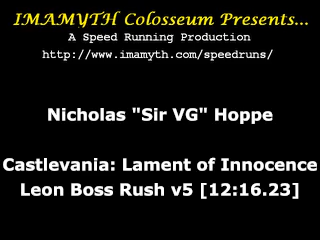 IMAMYTH Colosseum Presents...
A Speed Running Production
http://www.imamyth.com/speedruns/
Nicholas "Sir VG" Hoppe
Castlevania: Lament of Innocence
Leon Boss Rush v5 [12:16.23]